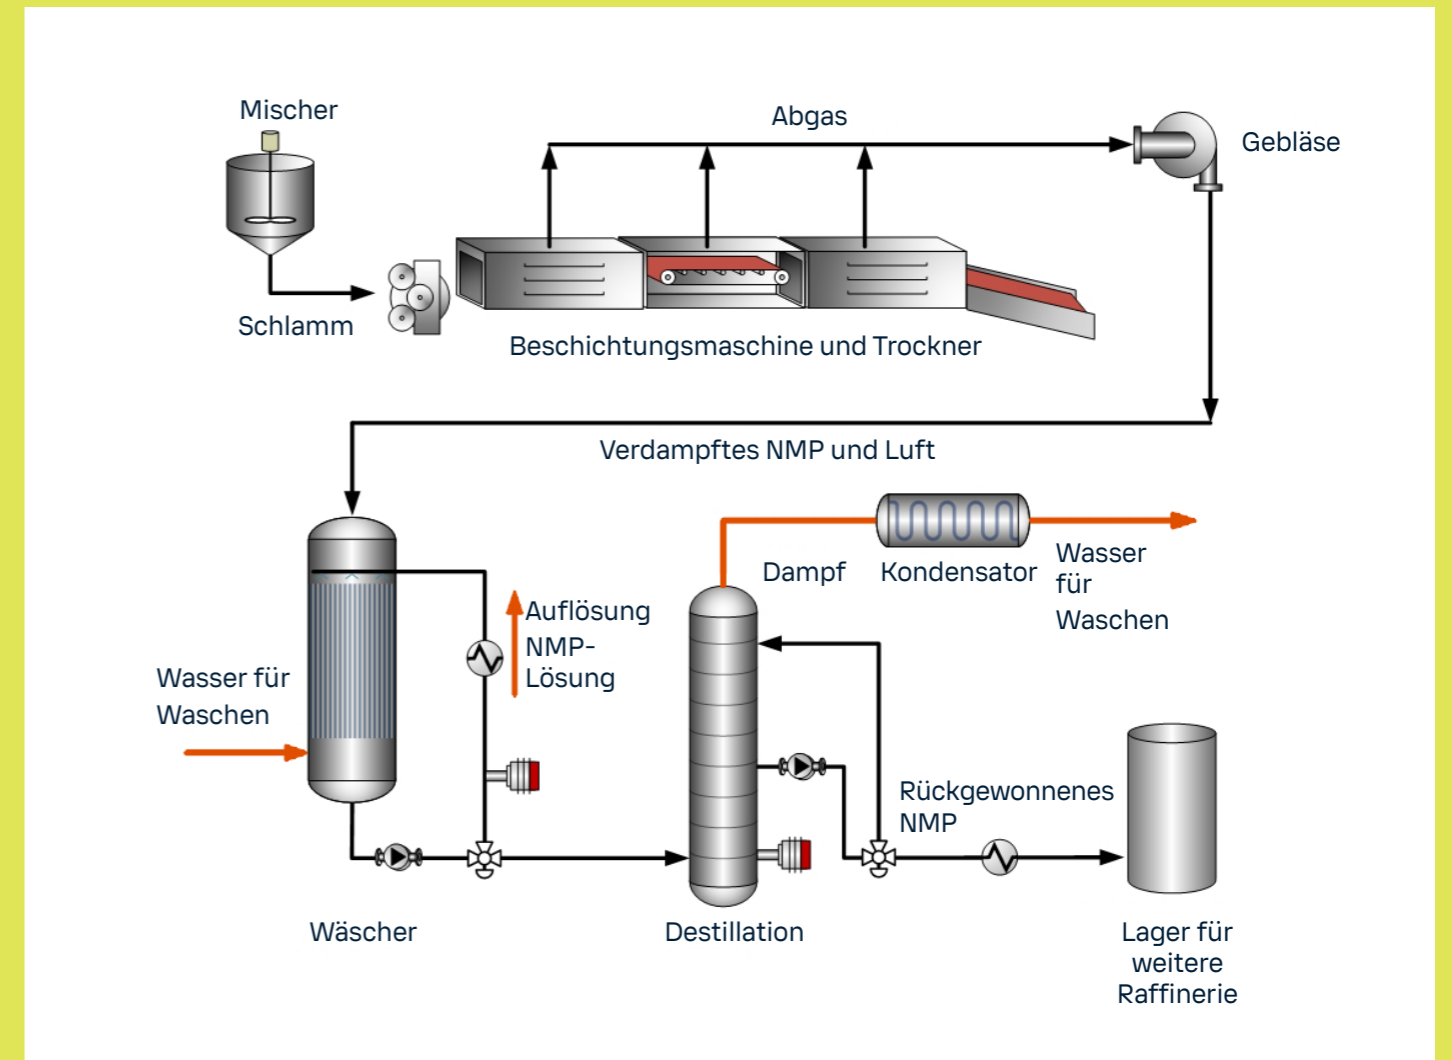 Mischer
Abgas
Gebläse
Schlamm
Beschichtungsmaschine und Trockner
Verdampftes NMP und Luft
Dampf
Kondensator
Wasser
für
Waschen
Auflösung
NMP-
Lösung
Wasser für
Waschen
Rückgewonnenes
NMP
Wäscher
Destillation
Lager für
weitere
Raffinerie